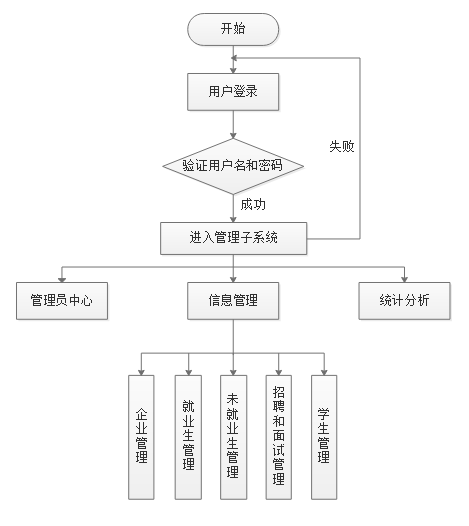 开始
用户登录
失败
验证用户名和密码
成功
进入管理子系统
管理员中心
信息管理
统计分析
企业管理
就业生管理
未就业生管理
招聘和面试管理
学生管理